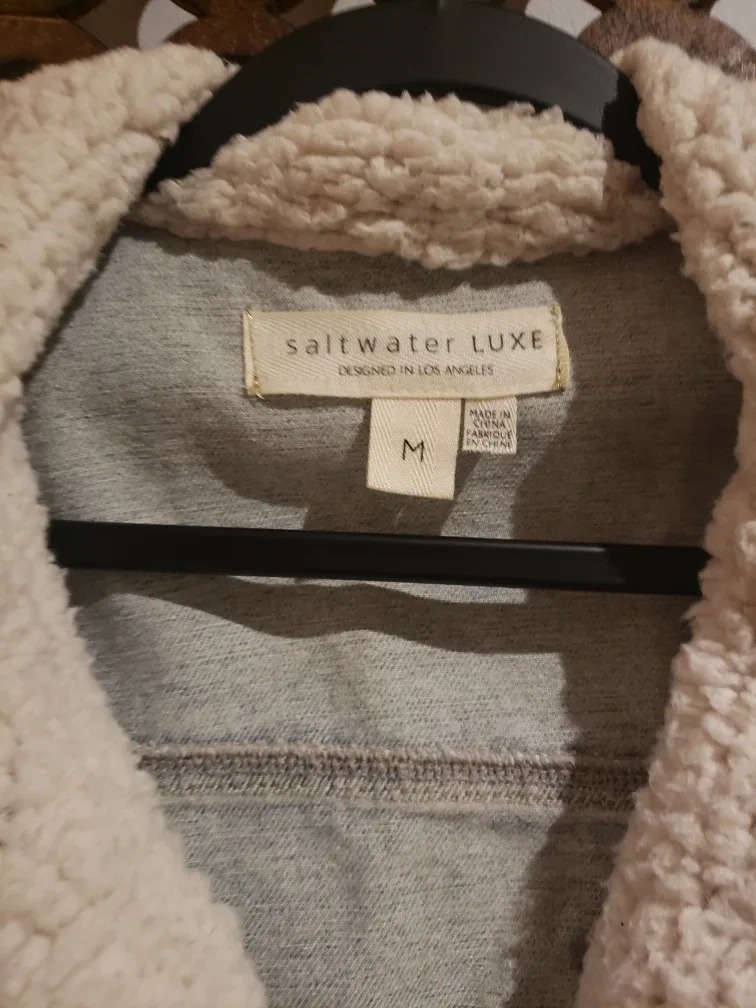 saltwater LUXE
DESIGNED IN LOS ANGELES
M
MADE IN
CHINA
FABRIQUE
EN CHINE